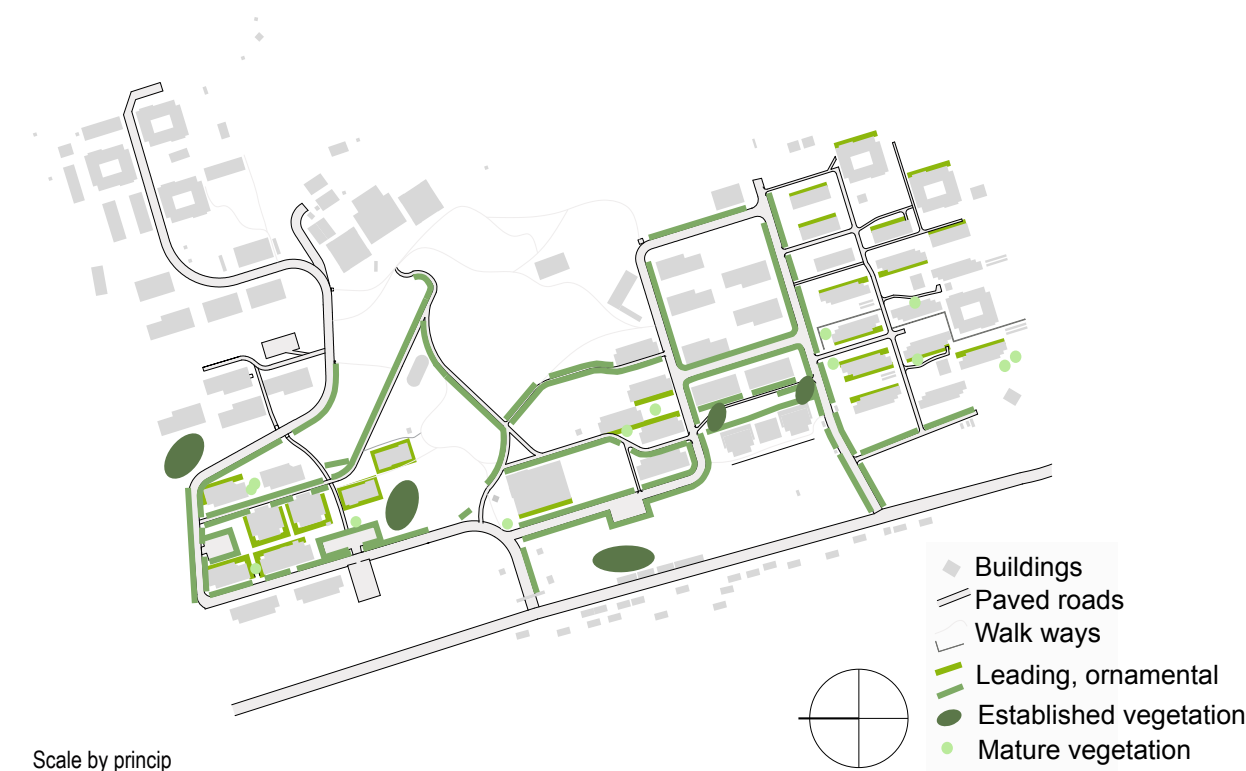 Buildings
Paved roads
Walk ways
Leading, ornamental
Established vegetation
Mature vegetation
Scale by princip